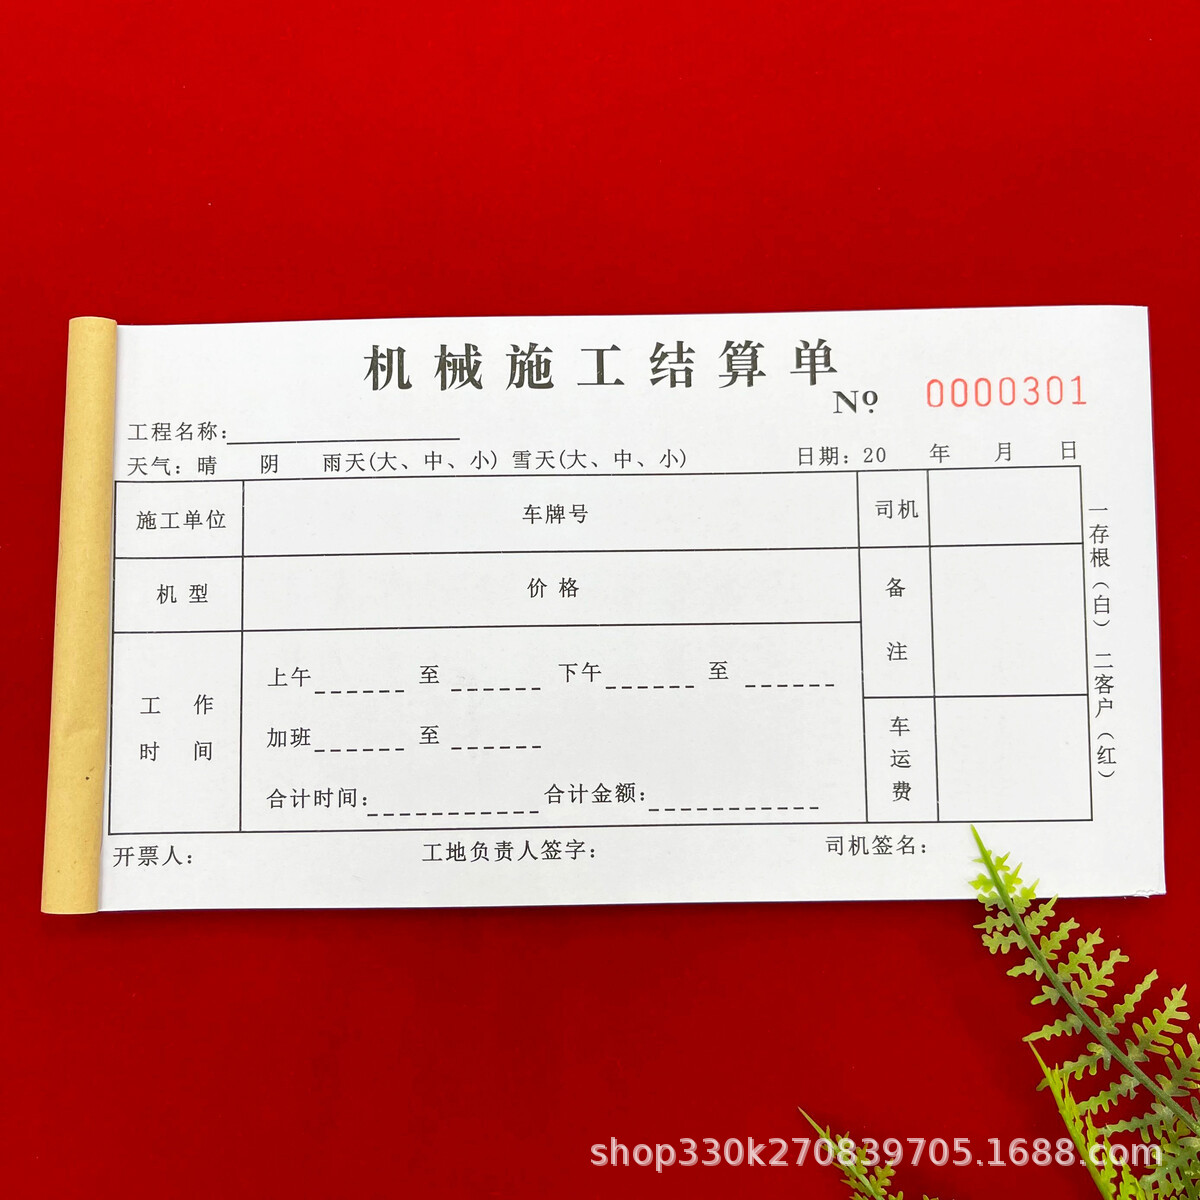 机械施工结算单
Nº: 0000301
工程名称:
天气: 晴 阴 雨天(大、中、小) 雪天(大、中、小) 日期: 20 年 月 日
施工单位 车牌号 司机
机型 价格 备注
工作时间 上午 至 下午 至
加班 至
合计时间: 合计金额:
车运费
一存根(白) 二客户(红)
开票人: 工地负责人签字: 司机签名:
shop330k270839705.1688.com